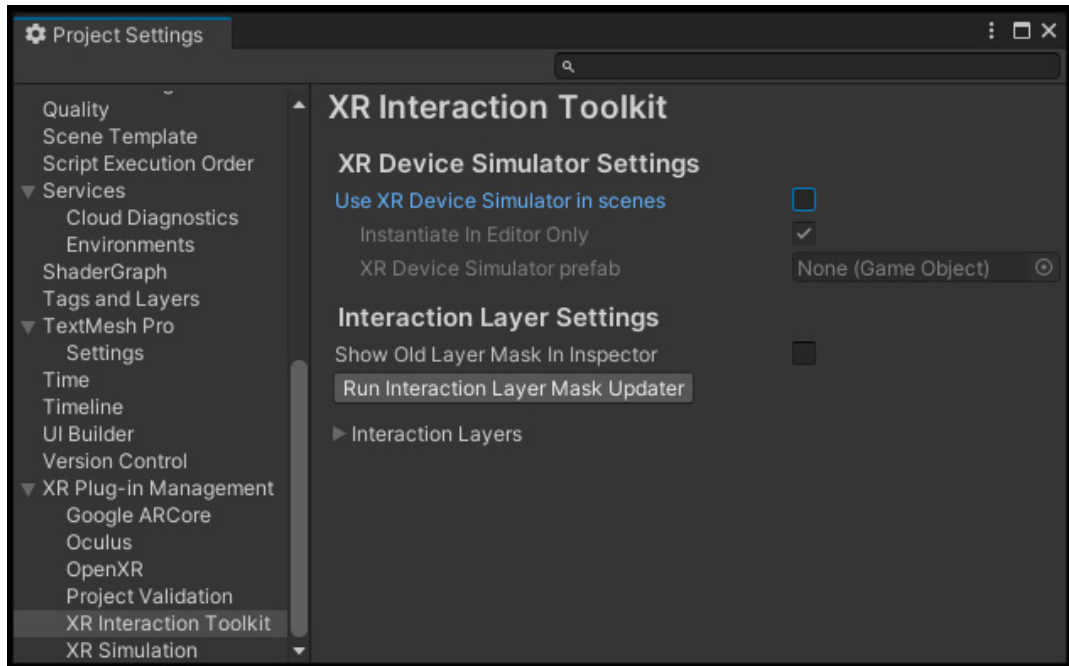 Project Settings
Quality
Scene Template
Script Execution Order
Services
Cloud Diagnostics
Environments
ShaderGraph
Tags and Layers
TextMesh Pro
Settings
Time
Timeline
UI Builder
Version Control
XR Plug-in Management
Google ARCore
Oculus
OpenXR
Project Validation
XR Interaction Toolkit
XR Simulation
XR Interaction Toolkit
XR Device Simulator Settings
Use XR Device Simulator in scenes
Instantiate In Editor Only
XR Device Simulator prefab None (Game Object)
Interaction Layer Settings
Show Old Layer Mask In Inspector
Run Interaction Layer Mask Updater
Interaction Layers